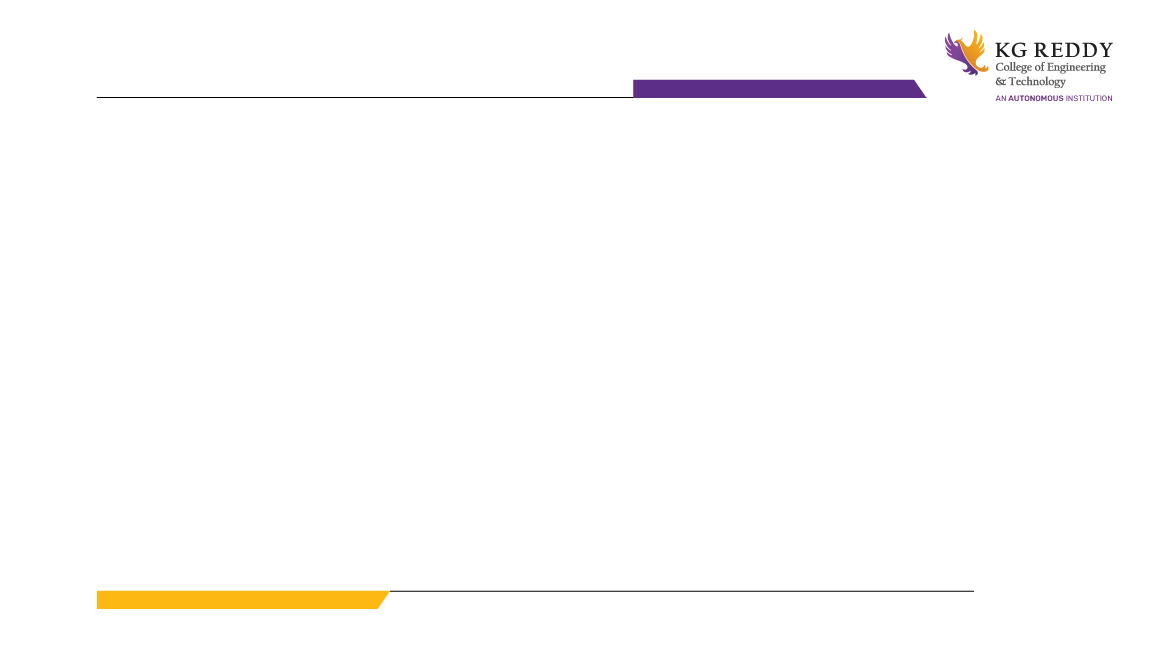 KG REDDY
College of Engineering
& Technology
AN AUTONOMOUS INSTITUTION